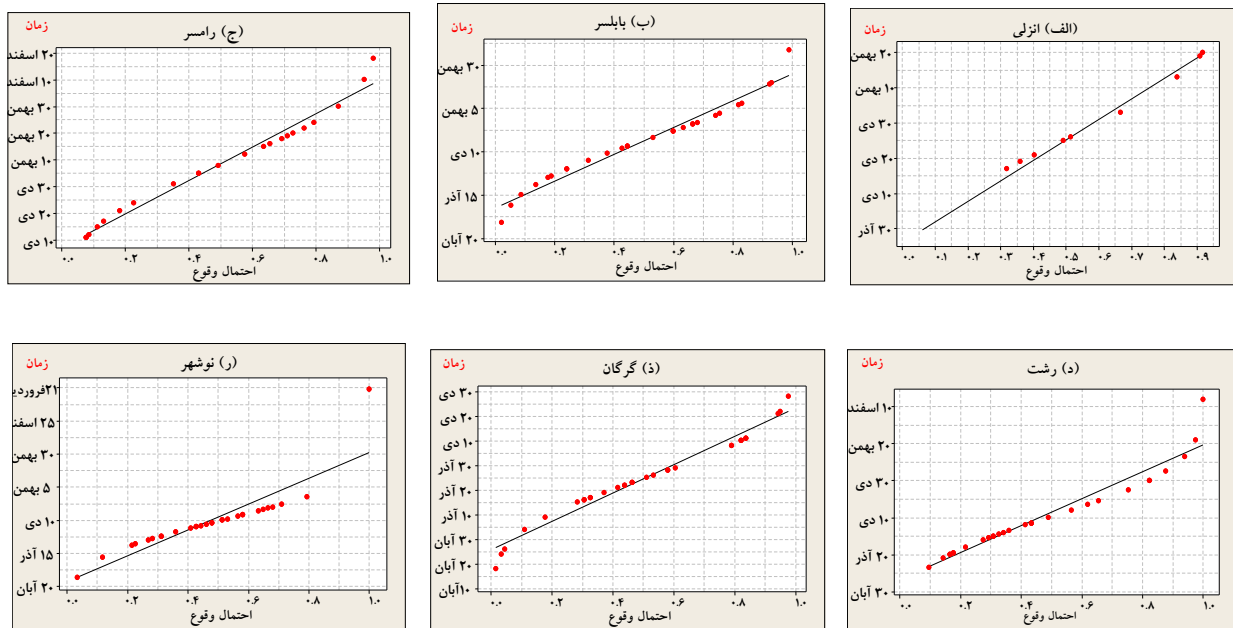 (الف) انزلی
زمان
۲۰ بهمن
۱۰ بهمن
۳۰ دی
۲۰ دی
۱۰ دی
۳۰ آذر
۰.۰ ۰.۱ ۰.۲ ۰.۳ ۰.۴ ۰.۵ ۰.۶ ۰.۷ ۰.۸ ۰.۹
احتمال وقوع
(ب) بابلسر
زمان
۳۰ بهمن
۵ بهمن
۱۰ دی
۱۵ آذر
۲۰ آبان
۰.۰ ۰.۲ ۰.۴ ۰.۶ ۰.۸ ۱.۰
احتمال وقوع
(ج) رامسر
زمان
۲۰ اسفند
۱۰ اسفند
۳۰ بهمن
۲۰ بهمن
۱۰ بهمن
۳۰ دی
۲۰ دی
۱۰ دی
۰.۰ ۰.۲ ۰.۴ ۰.۶ ۰.۸ ۱.۰
احتمال وقوع
(د) رشت
زمان
۱۰ اسفند
۲۰ بهمن
۳۰ دی
۱۰ دی
۲۰ آذر
۳۰ آبان
۰.۰ ۰.۲ ۰.۴ ۰.۶ ۰.۸ ۱.۰
احتمال وقوع
(ذ) گرگان
زمان
۳۰ دی
۲۰ دی
۱۰ دی
۳۰ آذر
۲۰ آذر
۱۰ آذر
۳۰ آبان
۲۰ آبان
۱۰آبان
۰.۰ ۰.۲ ۰.۴ ۰.۶ ۰.۸ ۱.۰
احتمال وقوع
(ر) نوشهر
زمان
۲۱فروردی
25 اسفند
۳۰ بهمن
۵ بهمن
۱۰ دی
۱۵ آذر
۲۰ آبان
۰.۰ ۰.۲ ۰.۴ ۰.۶ ۰.۸ ۱.۰
احتمال وقوع